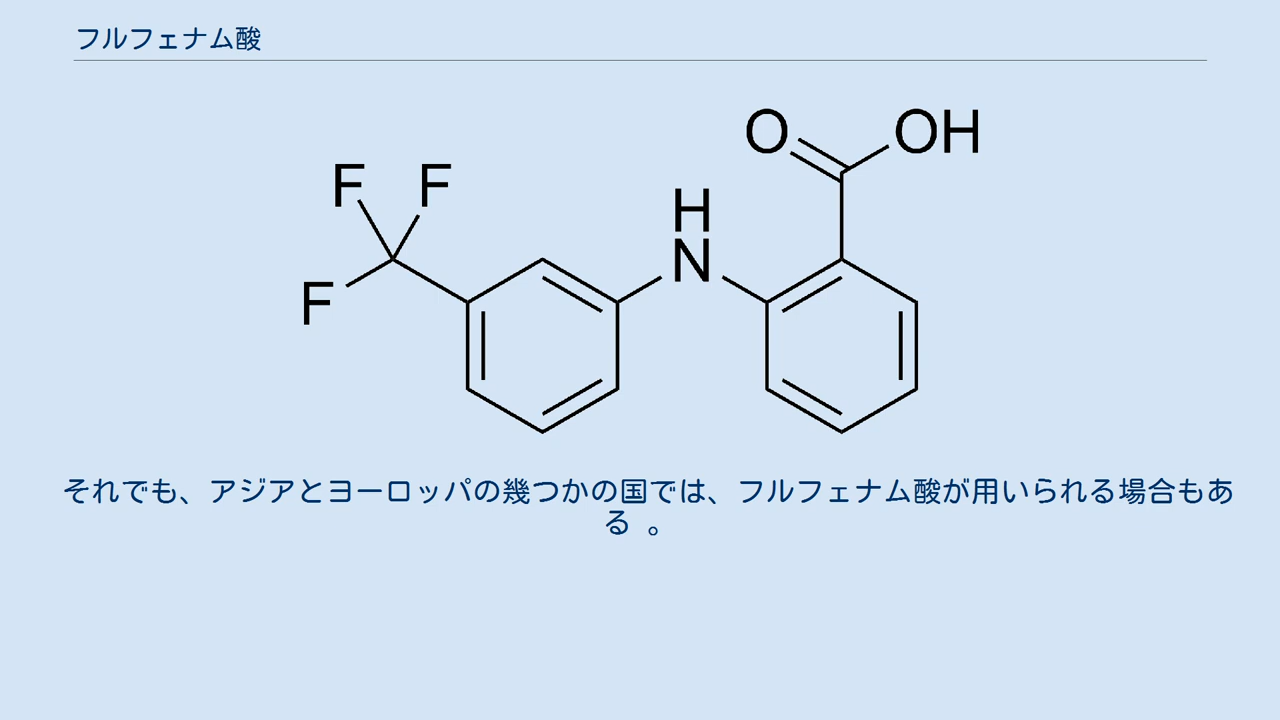 フルフェナム酸
O OH
F F H
N
F
それでも、アジアとヨーロッパの幾つかの国では、フルフェナム酸が用いられる場合もあ
る 。